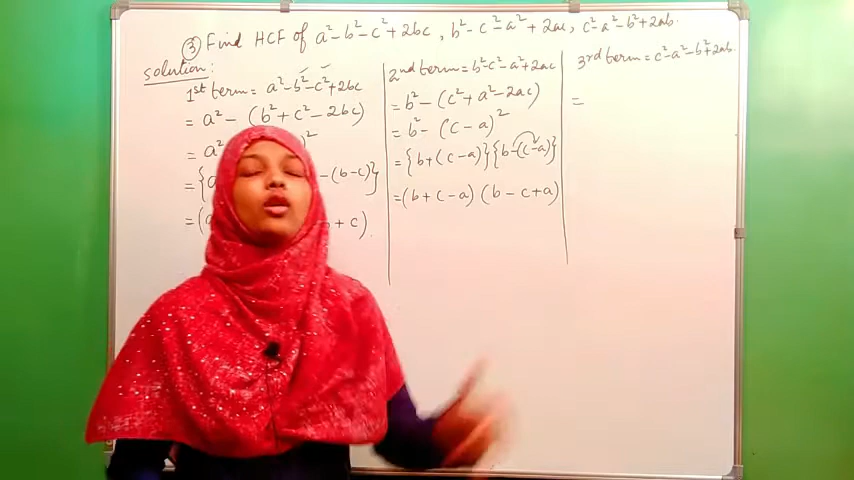 ③ Find HCF of a²-b²-c²+2bc, b²-c²-a²+2ac, c²-a²-b²+2ab.
solution:
1st term = a²-b²-c²+2bc
= a² - (b²+c²-2bc)
= a² )²
= { -(b-c)}
= ( + c)
2nd term = b²-c²-a²+2ac
= b² - (c²+a²-2ac)
= b² - (c-a)²
= {b+(c-a)}{b-(c-a)}
= (b+c-a) (b-c+a)
3rd term = c²-a²-b²+2ab.
=